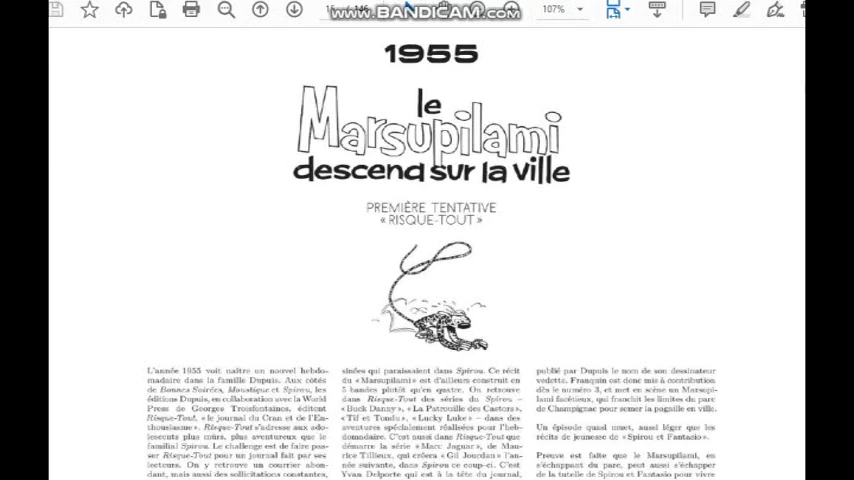 15 / 146
107%
www.BANDICAM.com
1955
le
Marsupilami
descend sur la ville
PREMIÈRE TENTATIVE
« RISQUE-TOUT »
L'année 1955 voit naître un nouvel hebdo-
madaire dans la famille Dupuis. Aux côtés
de Bonnes Soirées, Moustique et Spirou, les
éditions Dupuis, en collaboration avec la World
Press de Georges Troisfontaines, éditent
Risque-Tout, « le journal du Cran et de l'En-
thousiasme ». Risque-Tout s'adresse aux ado-
lescents plus mûrs, plus aventureux que le
familial Spirou. Le challenge est de faire pas-
ser Risque-Tout pour un journal fait par ses
lecteurs. On y retrouve un courrier abon-
dant, mais aussi des sollicitations constantes,
sinées qui paraissaient dans Spirou. Ce récit
du « Marsupilami » est d'ailleurs construit en
5 bandes plutôt qu'en quatre. On retrouve
dans Risque-Tout des séries du Spirou –
« Buck Danny », « La Patrouille des Castors »,
« Tif et Tondu », « Lucky Luke » – dans des
aventures spécialement réalisées pour l'heb-
domadaire. C'est aussi dans Risque-Tout que
démarre la série « Marc Jaguar », de Mau-
rice Tillieux, qui créera « Gil Jourdan » l'an-
née suivante, dans Spirou ce coup-ci. C'est
Yvan Delporte qui est à la tête du journal,
publié par Dupuis le nom de son dessinateur
vedette. Franquin est donc mis à contribution
dès le numéro 3, et met en scène un Marsupi-
lami facétieux, qui franchit les limites du parc
de Champignac pour semer la pagaille en ville.
Un épisode quasi muet, aussi léger que les
récits de jeunesse de « Spirou et Fantasio ».
Preuve est faite que le Marsupilami, en
s'échappant du parc, peut aussi s'échapper
de la tutelle de Spirou et Fantasio pour vivre